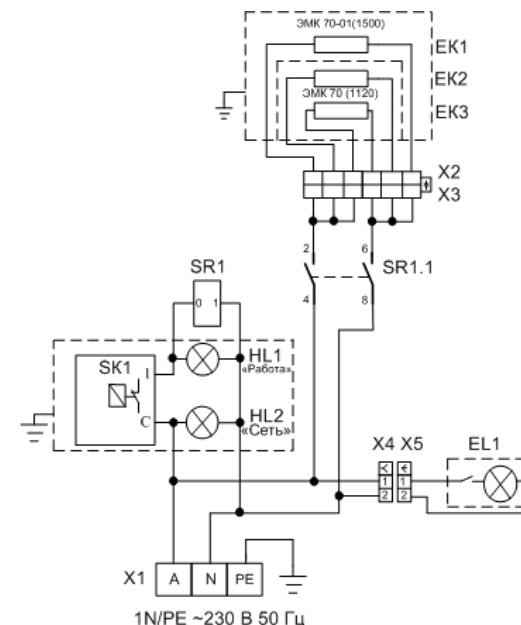 ЭМК 70-01(1500)
EK1
EK2
ЭМК 70 (1120)
EK3
X2
X3
2 6
SR1.1
4 8
SR1
0 1
SK1
1
HL1
«Работа»
C
HL2
«Сеть»
X4 X5 EL1
1 1
2 2
X1 A N PE
1N/PE ~230 В 50 Гц